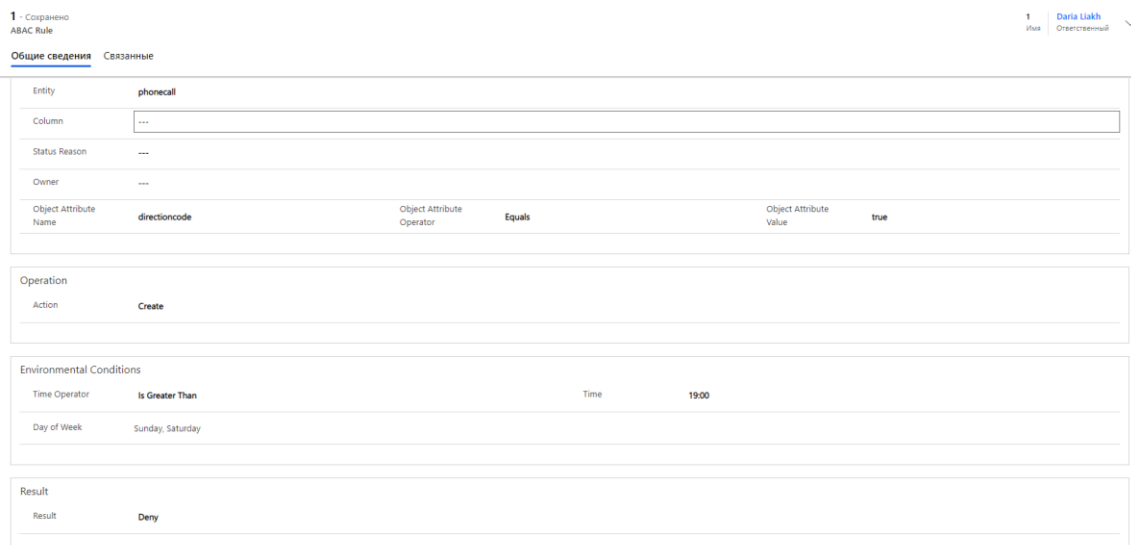 1 - Сохранено
ABAC Rule
1
Имя
Daria Liakh
Ответственный
Общие сведения Связанные
Entity phonecall
Column ---
Status Reason ---
Owner ---
Object Attribute
Name
directioncode
Object Attribute
Operator
Equals
Object Attribute
Value
true
Operation
Action Create
Environmental Conditions
Time Operator Is Greater Than Time 19:00
Day of Week Sunday, Saturday
Result
Result Deny